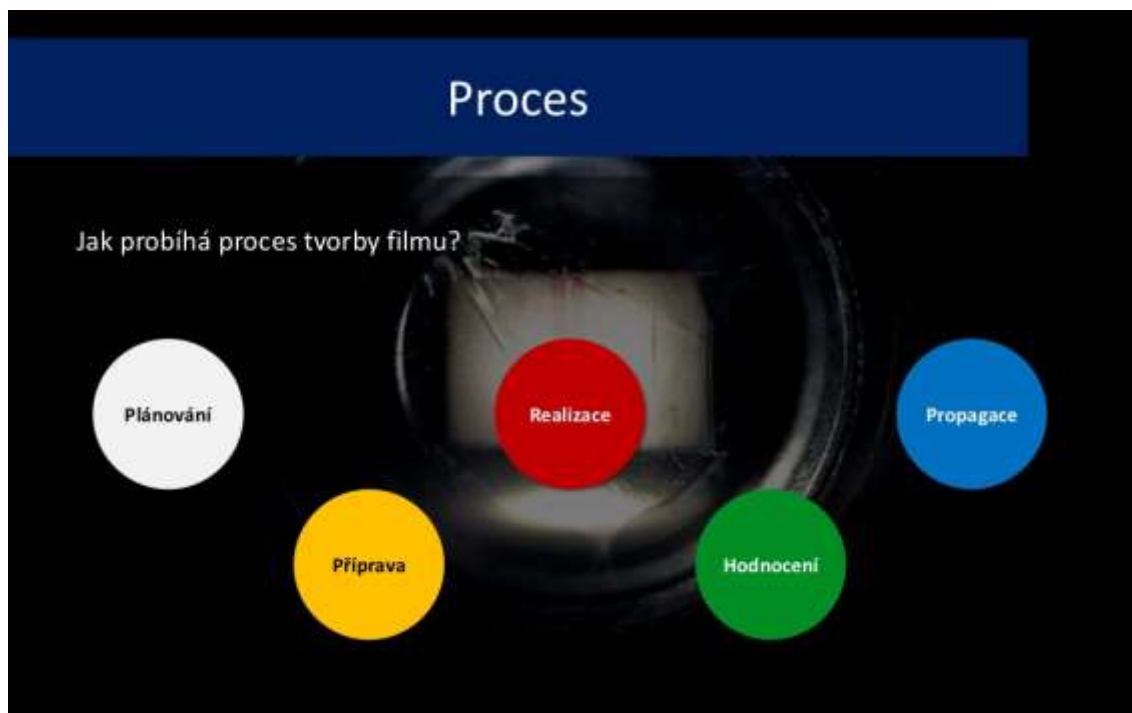 Proces
Jak probíhá proces tvorby filmu?
Plánování
Příprava
Realizace
Hodnocení
Propagace